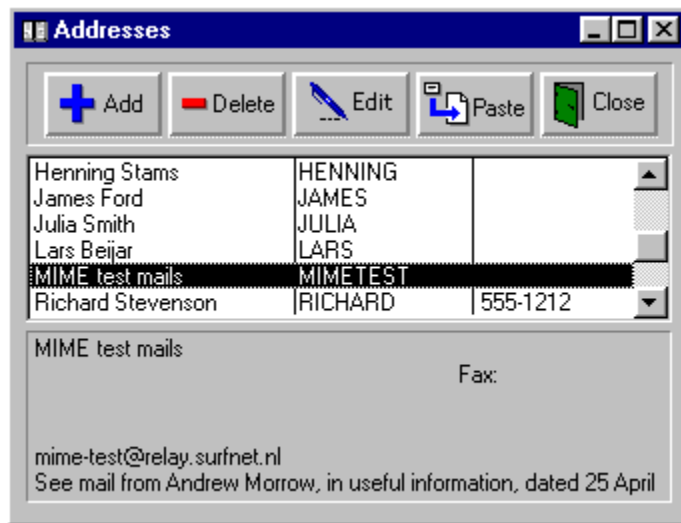 Addresses
Add Delete Edit Paste Close
Henning Stams HENNING
James Ford JAMES
Julia Smith JULIA
Lars Beijar LARS
MIME test mails MIMETEST
Richard Stevenson RICHARD 555-1212
MIME test mails
Fax:
mime-test@relay.surfnet.nl
See mail from Andrew Morrow, in useful information, dated 25 April